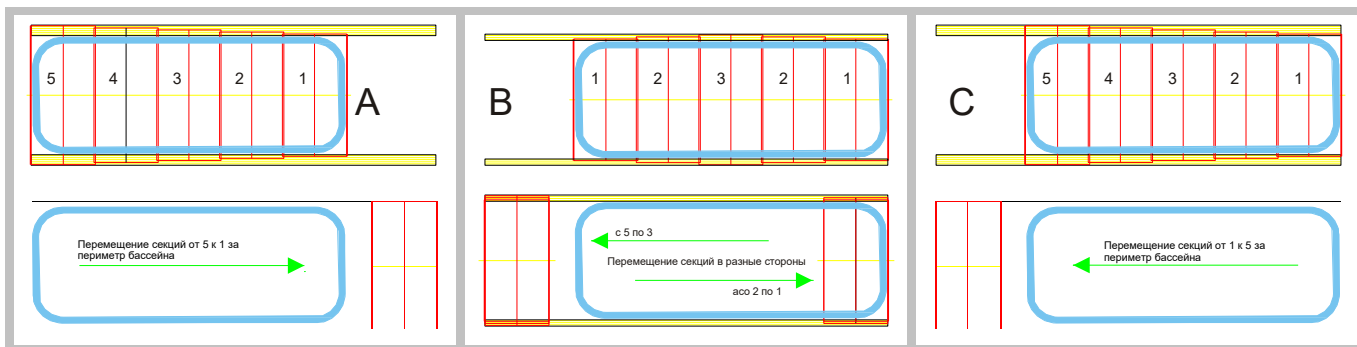 5 4 3 2 1
A
Перемещение секций от 5 к 1 за
периметр бассейна
1 2 3 2 1
B
с 5 по 3
Перемещение секций в разные стороны
асо 2 по 1
5 4 3 2 1
C
Перемещение секций от 1 к 5 за
периметр бассейна